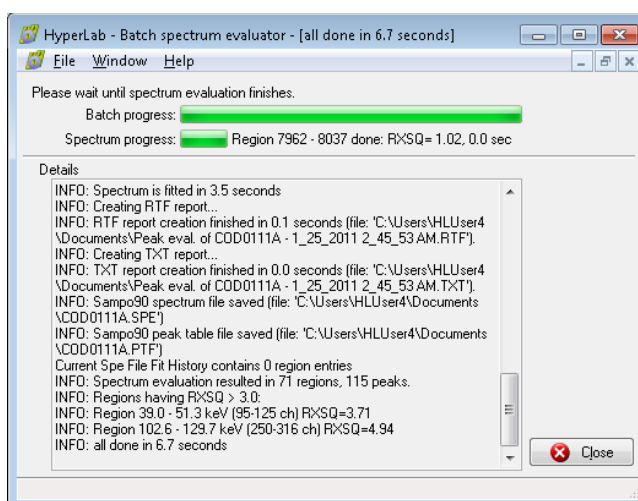 HyperLab - Batch spectrum evaluator - [all done in 6.7 seconds]
File Window Help
Please wait until spectrum evaluation finishes.
Batch progress:
Spectrum progress: Region 7962 - 8037 done: RXSQ= 1.02, 0.0 sec
Details
INFO: Spectrum is fitted in 3.5 seconds
INFO: Creating RTF report...
INFO: RTF report creation finished in 0.1 seconds (file: 'C:\Users\HLUser4
\Documents\Peak eval. of COD0111A - 1_25_2011 2_45_53 AM.RTF').
INFO: Creating TXT report...
INFO: TXT report creation finished in 0.0 seconds (file: 'C:\Users\HLUser4
\Documents\Peak eval. of COD0111A - 1_25_2011 2_45_53 AM.TXT').
INFO: Sampo90 spectrum file saved (file: 'C:\Users\HLUser4\Documents
\COD0111A.SPE')
INFO: Sampo90 peak table file saved (file: 'C:\Users\HLUser4\Documents
\COD0111A.PTF')
Current Spe File Fit History contains 0 region entries
INFO: Spectrum evaluation resulted in 71 regions, 115 peaks.
INFO: Regions having RXSQ > 3.0:
INFO: Region 39.0 - 51.3 keV (95-125 ch) RXSQ=3.71
INFO: Region 102.6 - 129.7 keV (250-316 ch) RXSQ=4.94
INFO: all done in 6.7 seconds
Close